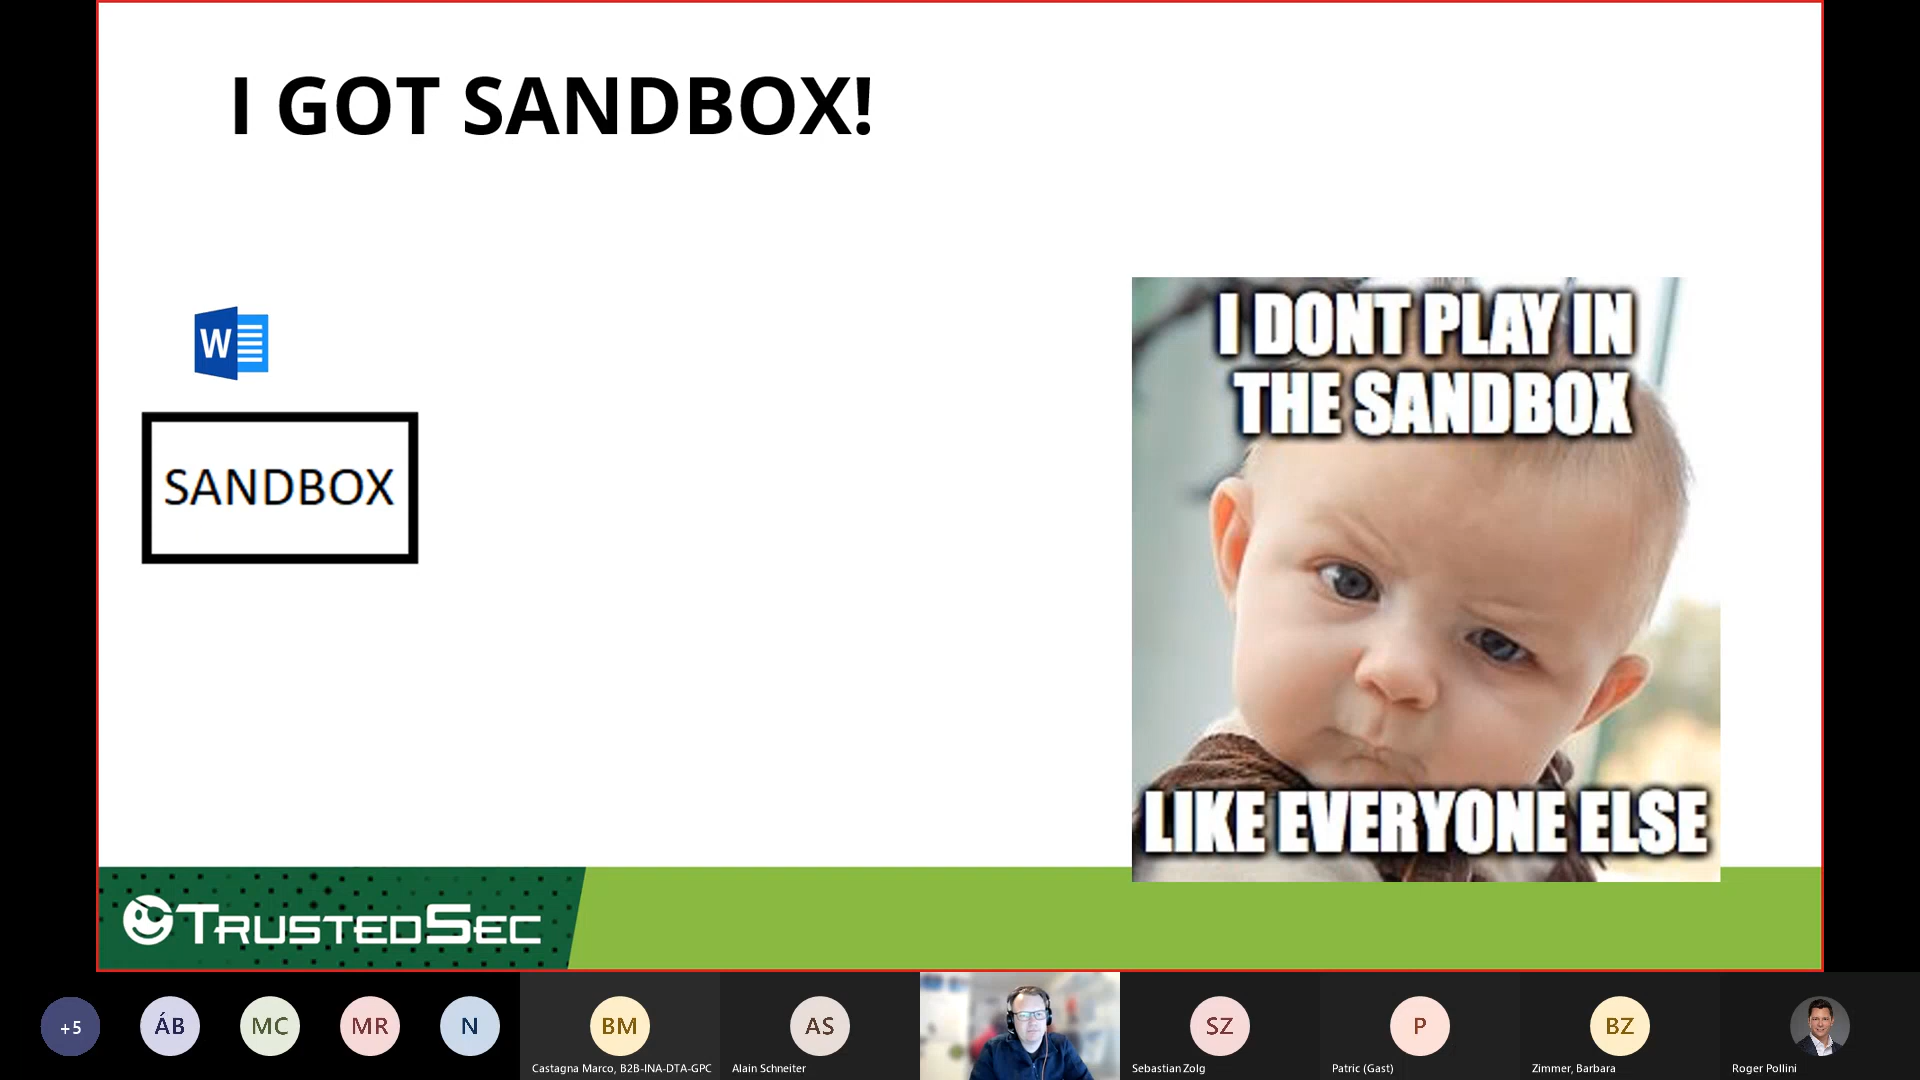 I GOT SANDBOX!
W
SANDBOX
I DONT PLAY IN
THE SANDBOX
LIKE EVERYONE ELSE
TRUSTEDSEC
+5
ÁB
MC
MR
N
BM
Castagna Marco, B2B-INA-DTA-GPC
AS
Alain Schneiter
SZ
Sebastian Zolg
P
Patric (Gast)
BZ
Zimmer, Barbara
Roger Pollini